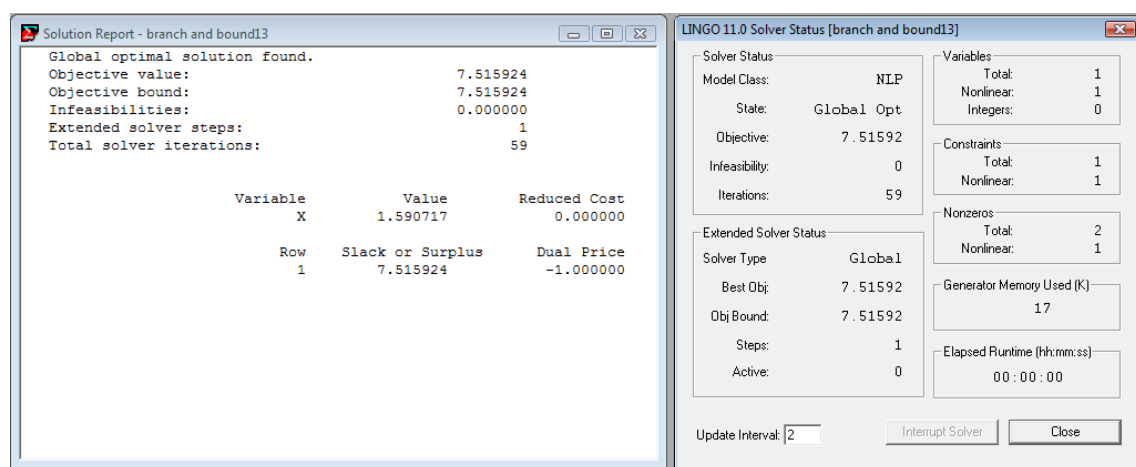 Solution Report - branch and bound13
Global optimal solution found.
Objective value: 7.515924
Objective bound: 7.515924
Infeasibilities: 0.000000
Extended solver steps: 1
Total solver iterations: 59
Variable Value Reduced Cost
X 1.590717 0.000000
Row Slack or Surplus Dual Price
1 7.515924 -1.000000
LINGO 11.0 Solver Status [branch and bound13]
Solver Status
Model Class: NLP
State: Global Opt
Objective: 7.51592
Infeasibility: 0
Iterations: 59
Extended Solver Status
Solver Type Global
Best Obj: 7.51592
Obj Bound: 7.51592
Steps: 1
Active: 0
Variables
Total: 1
Nonlinear: 1
Integers: 0
Constraints
Total: 1
Nonlinear: 1
Nonzeros
Total: 2
Nonlinear: 1
Generator Memory Used (K)
17
Elapsed Runtime (hh:mm:ss)
00:00:00
Update Interval: 2
Interrupt Solver
Close